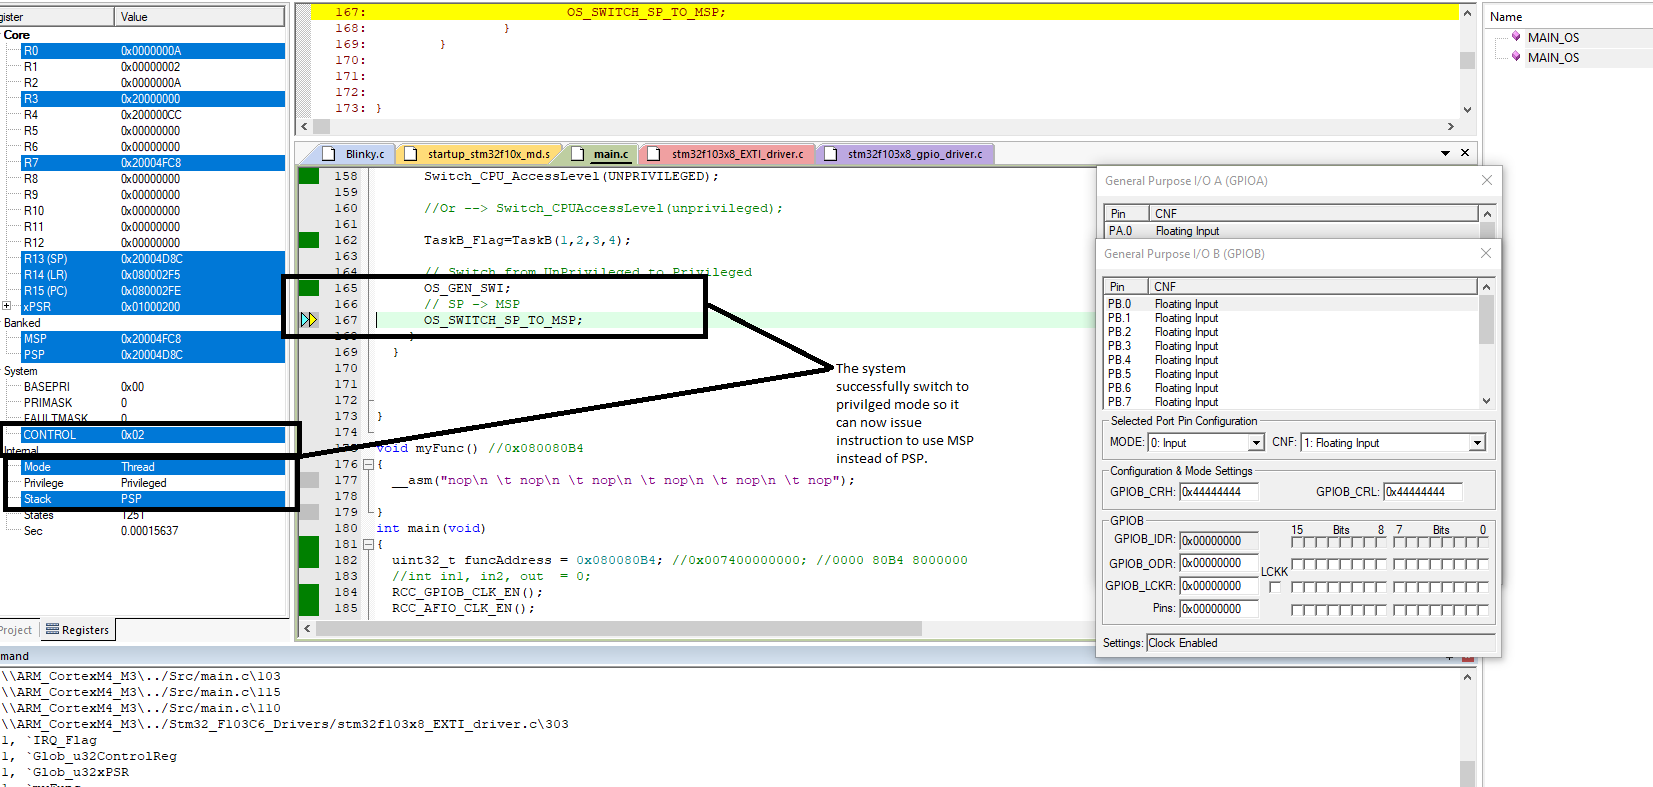 gister Value
Core
R0 0x0000000A
R1 0x00000002
R2 0x0000000A
R3 0x20000000
R4 0x200000CC
R5 0x00000000
R6 0x00000000
R7 0x20004FC8
R8 0x00000000
R9 0x00000000
R10 0x00000000
R11 0x00000000
R12 0x00000000
R13 (SP) 0x20004D8C
R14 (LR) 0x080002F5
R15 (PC) 0x080002FE
xPSR 0x01000200
Banked
MSP 0x20004FC8
PSP 0x20004D8C
System
BASEPRI 0x00
PRIMASK 0
FAULTMASK 0
CONTROL 0x02
Internal
Mode Thread
Privilege Privileged
Stack PSP
States 1251
Sec 0.00015637
Project Registers
167: OS_SWITCH_SP_TO_MSP;
168: }
169: }
170:
171:
172:
173: }
Blinky.c startup_stm32f10x_md.s main.c stm32f103x8_EXTI_driver.c stm32f103x8_gpio_driver.c
158 Switch_CPU_AccessLevel(UNPRIVILEGED);
159
160 //Or --> Switch_CPUAccessLevel(unprivileged);
161
162 TaskB_Flag=TaskB(1,2,3,4);
163
164 // Switch from UnPrivileged to Privileged
165 OS_GEN_SWI;
166 // SP -> MSP
167 OS_SWITCH_SP_TO_MSP;
168 }
169 }
170
171
172
173 }
174
175 void myFunc() //0x080080B4
176 {
177 __asm("nop\n \t nop\n \t nop\n \t nop\n \t nop\n \t nop");
178
179 }
180 int main(void)
181 {
182 uint32_t funcAddress = 0x080080B4; //0x007400000000; //0000 80B4 8000000
183 //int in1, in2, out = 0;
184 RCC_GPIOB_CLK_EN();
185 RCC_AFIO_CLK_EN();
The system
successfully switch to
privilged mode so it
can now issue
instruction to use MSP
instead of PSP.
Name
MAIN_OS
MAIN_OS
General Purpose I/O A (GPIOA)
Pin CNF
PA.0 Floating Input
General Purpose I/O B (GPIOB)
Pin CNF
PB.0 Floating Input
PB.1 Floating Input
PB.2 Floating Input
PB.3 Floating Input
PB.4 Floating Input
PB.5 Floating Input
PB.6 Floating Input
PB.7 Floating Input
Selected Port Pin Configuration
MODE: 0: Input CNF: 1: Floating Input
Configuration & Mode Settings
GPIOB_CRH: 0x44444444 GPIOB_CRL: 0x44444444
GPIOB
15 Bits 8 7 Bits 0
GPIOB_IDR: 0x00000000
GPIOB_ODR: 0x00000000
LCKK
GPIOB_LCKR: 0x00000000
Pins: 0x00000000
Settings: Clock Enabled
mand
\\ARM_CortexM4_M3\../Src/main.c\103
\\ARM_CortexM4_M3\../Src/main.c\115
\\ARM_CortexM4_M3\../Src/main.c\110
\\ARM_CortexM4_M3\../Stm32_F103C6_Drivers/stm32f103x8_EXTI_driver.c\303
1, `IRQ_Flag
1, `Glob_u32ControlReg
1, `Glob_u32xPSR